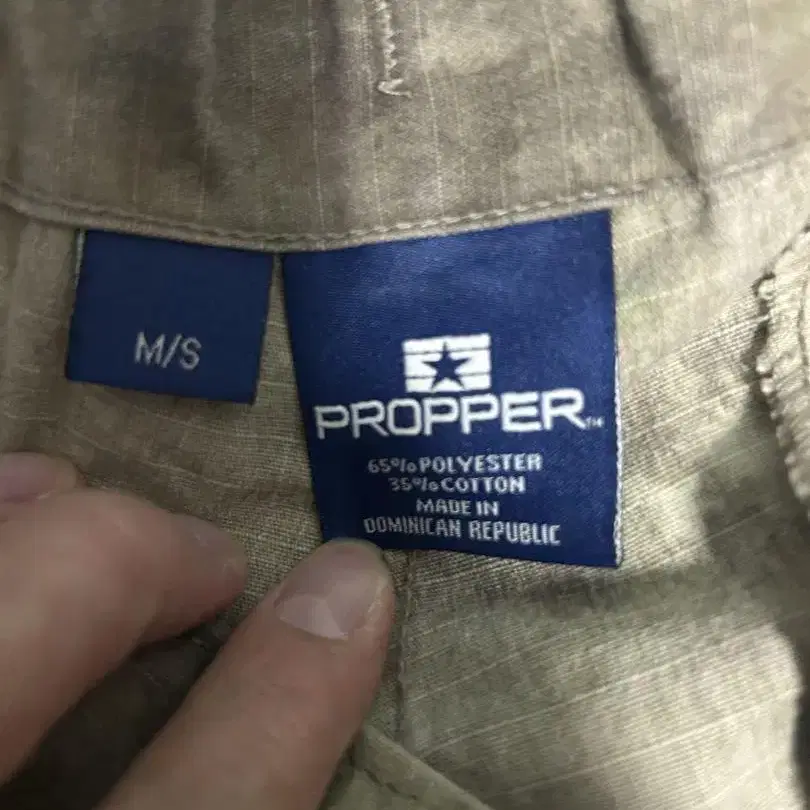 M/S
PROPPER™
65% POLYESTER
35% COTTON
MADE IN
DOMINICAN REPUBLIC